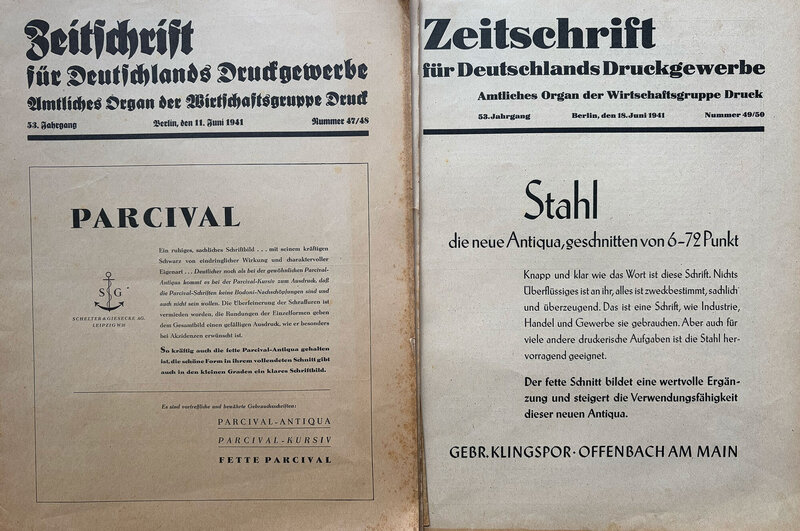 Zeitschrift
für Deutschlands Druckgewerbe
Amtliches Organ der Wirtschaftsgruppe Druck
53. Jahrgang Berlin, den 11. Juni 1941 Nummer 47/48
PARCIVAL
Ein ruhiges, sachliches Schriftbild . . . mit seinem kräftigen
Schwarz von eindringlicher Wirkung und charaktervoller
Eigenart . . . Deutlicher noch als bei der gewöhnlichen Parcival-
Antiqua kommt es bei der Parcival-Kursiv zum Ausdruck, daß
die Parcival-Schriften keine Bodoni-Nachschöpfungen sind und
auch nicht sein wollen. Die Überfeinerung der Schraffuren ist
vermieden worden, die Rundungen der Einzelformen geben
dem Gesamtbild einen gefälligen Ausdruck, wie er besonders
bei Akzidenzen erwünscht ist.
So kräftig auch die fette Parcival-Antiqua gehalten
ist, die schöne Form in ihrem vollendeten Schnitt gibt
auch in den kleinen Graden ein klares Schriftbild.
S G
SCHELTER & GIESECKE AG.
LEIPZIG W 31
Es sind vortreffliche und bewährte Gebrauchsschriften:
PARCIVAL-ANTIQUA
PARCIVAL-KURSIV
FETTE PARCIVAL
Zeitschrift
für Deutschlands Druckgewerbe
Amtliches Organ der Wirtschaftsgruppe Druck
53. Jahrgang Berlin, den 18. Juni 1941 Nummer 49/50
Stahl
die neue Antiqua, geschnitten von 6-72 Punkt
Knapp und klar wie das Wort ist diese Schrift. Nichts
Überflüssiges ist an ihr, alles ist zweckbestimmt, sachlich
und überzeugend. Das ist eine Schrift, wie Industrie,
Handel und Gewerbe sie gebrauchen. Aber auch für
viele andere druckerische Aufgaben ist die Stahl her-
vorragend geeignet.
Der fette Schnitt bildet eine wertvolle Ergän-
zung und steigert die Verwendungsfähigkeit
dieser neuen Antiqua.
GEBR. KLINGSPOR · OFFENBACH AM MAIN